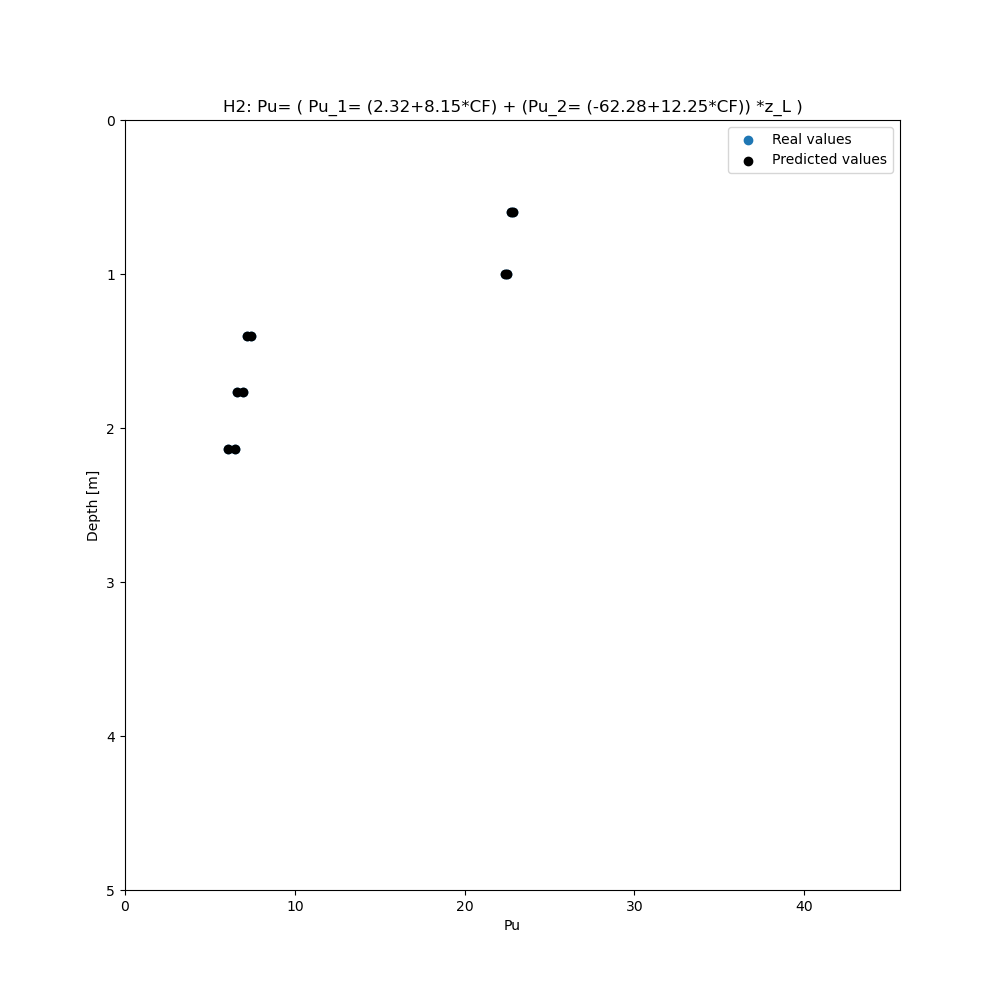 H2: Pu= ( Pu_1= (2.32+8.15*CF) + (Pu_2= (-62.28+12.25*CF)) *z_L )
Real values
Predicted values
0
1
2
3
4
5
Depth [m]
0 10 20 30 40
Pu